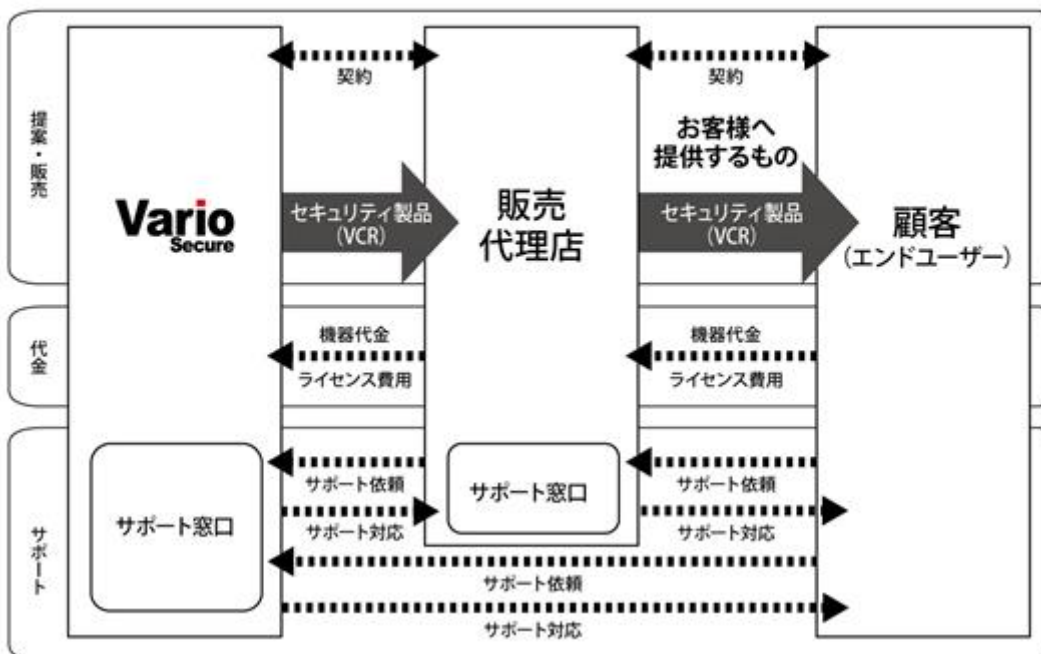 提案・販売
契約
契約
お客様へ
提供するもの
Vario
Secure
セキュリティ製品
(VCR)
販売
代理店
セキュリティ製品
(VCR)
顧客
(エンドユーザー)
代金
機器代金
ライセンス費用
機器代金
ライセンス費用
サポート
サポート窓口
サポート依頼
サポート対応
サポート窓口
サポート依頼
サポート対応
サポート依頼
サポート対応